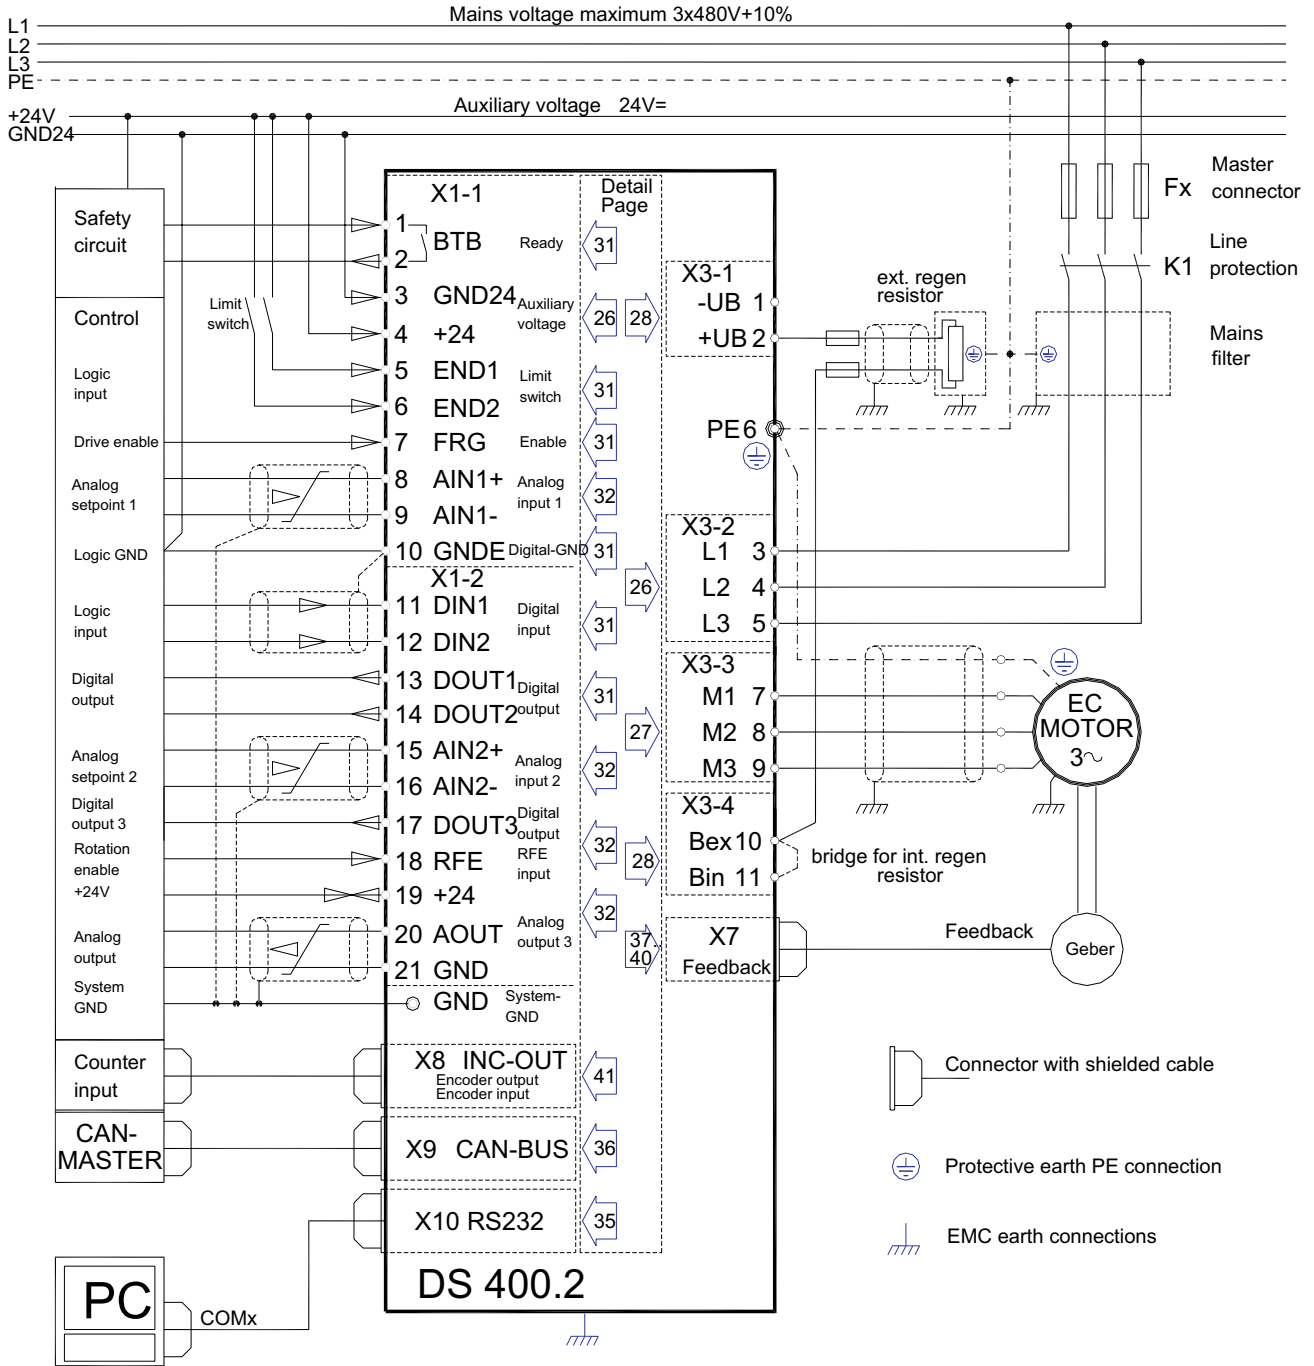 Mains voltage maximum 3x480V+10%
L1
L2
L3
PE
Auxiliary voltage 24V=
+24V
GND24
Safety
circuit
Control
Logic
input
Drive enable
Analog
setpoint 1
Logic GND
Logic
input
Digital
output
Analog
setpoint 2
Digital
output 3
Rotation
enable
+24V
Analog
output
System
GND
Counter
input
CAN-
MASTER
PC
COMx
Limit
switch
X1-1
1
BTB Ready
2
3 GND24 Auxiliary
voltage
4 +24
5 END1 Limit
switch
6 END2
7 FRG Enable
8 AIN1+ Analog
input 1
9 AIN1-
10 GNDE Digital-GND
X1-2
11 DIN1 Digital
input
12 DIN2
13 DOUT1 Digital
output
14 DOUT2
15 AIN2+ Analog
input 2
16 AIN2-
17 DOUT3 Digital
output
18 RFE RFE
input
19 +24
20 AOUT Analog
output 3
21 GND
GND System-
GND
X8 INC-OUT
Encoder output
Encoder input
X9 CAN-BUS
X10 RS232
DS 400.2
Detail
Page
31
26 28
31
31
32
31
26
31
31
27
32
32
28
32
37..
40
41
36
35
X3-1
-UB 1
+UB 2
PE 6
X3-2
L1 3
L2 4
L3 5
X3-3
M1 7
M2 8
M3 9
X3-4
Bex 10
Bin 11
X7
Feedback
ext. regen
resistor
Fx
Master
connector
K1
Line
protection
Mains
filter
EC
MOTOR
3~
bridge for int. regen
resistor
Feedback
Geber
Connector with shielded cable
Protective earth PE connection
EMC earth connections